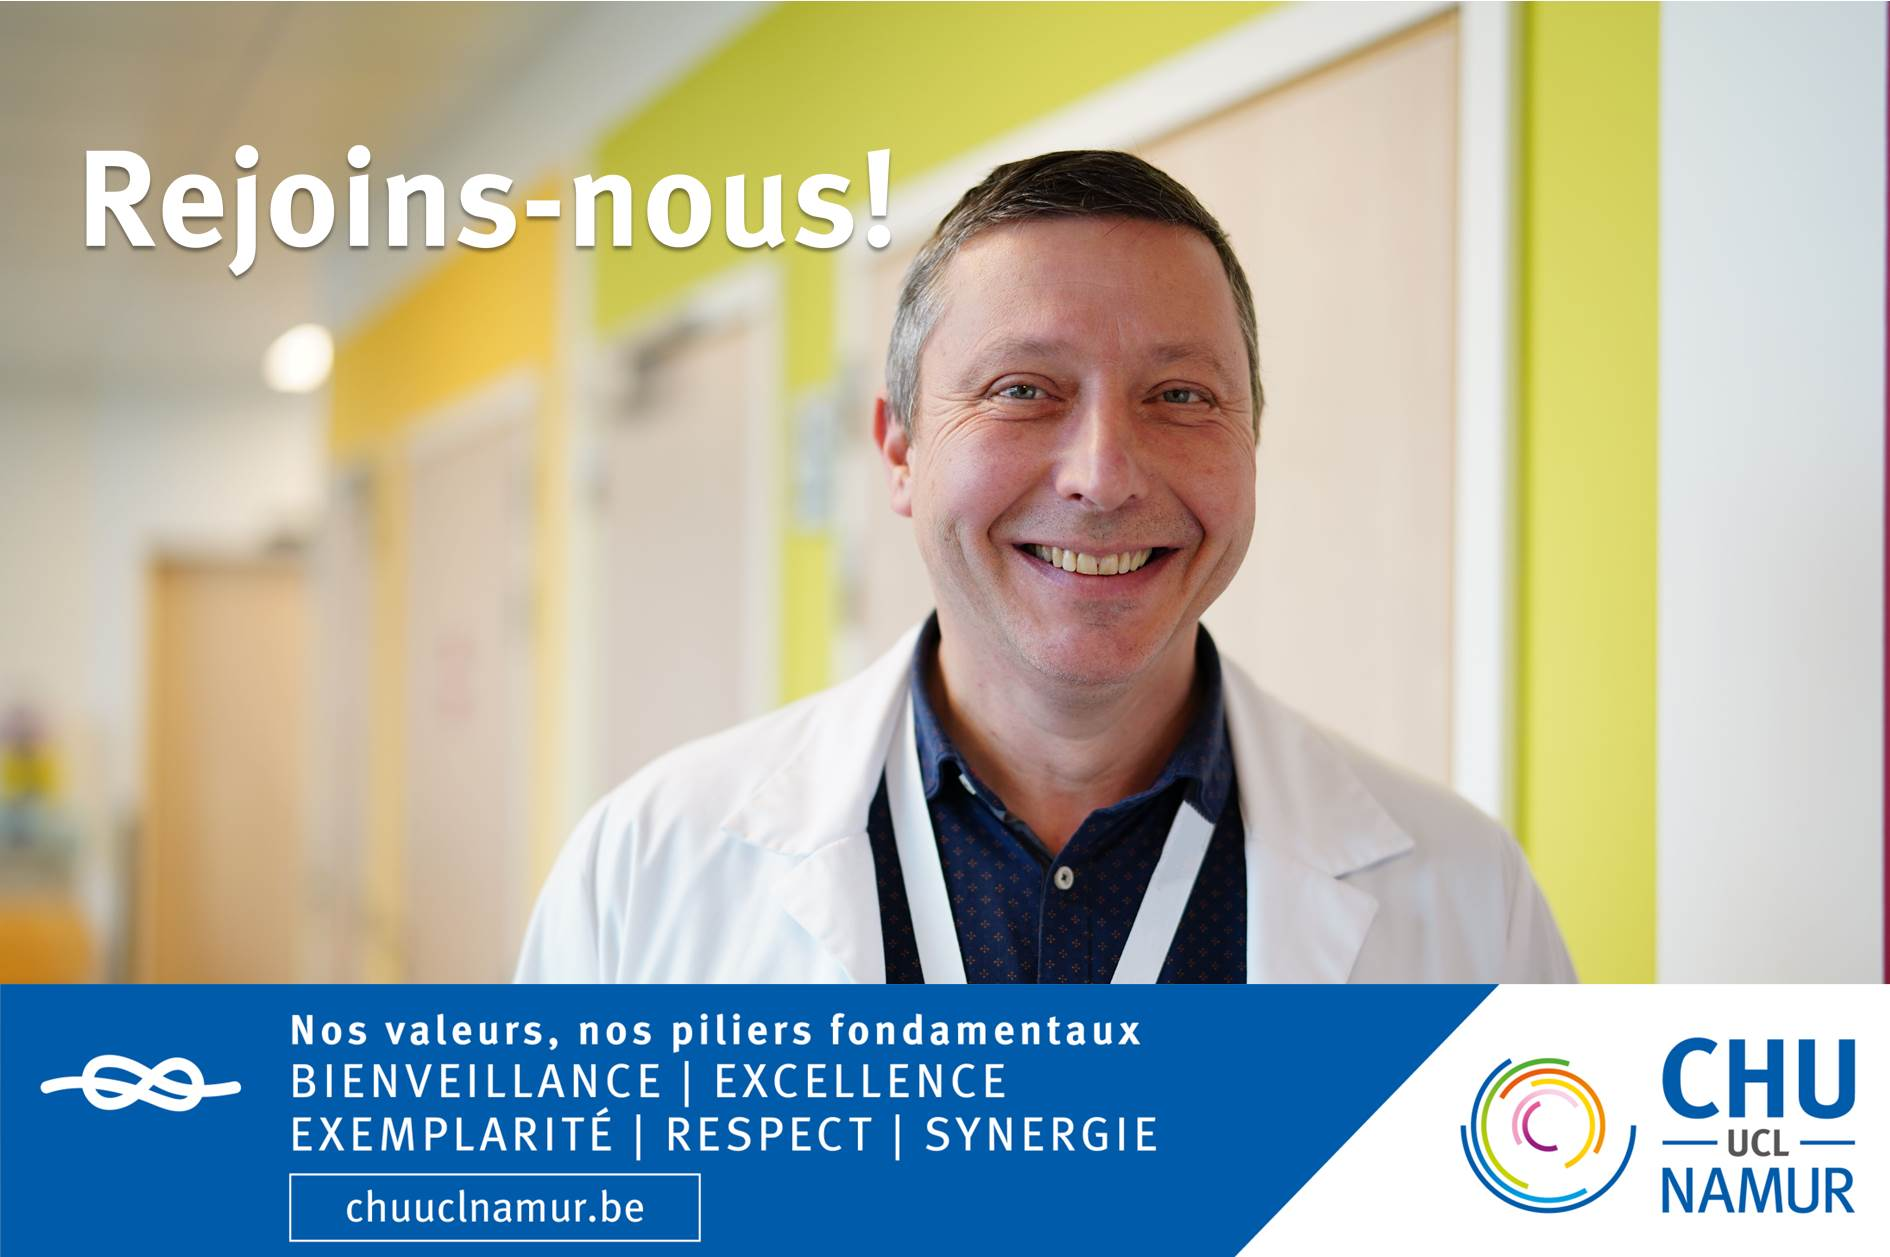 Rejoins-nous!
Nos valeurs, nos piliers fondamentaux
BIENVEILLANCE | EXCELLENCE
EXEMPLARITÉ | RESPECT | SYNERGIE
chuuclnamur.be
CHU
UCL
NAMUR